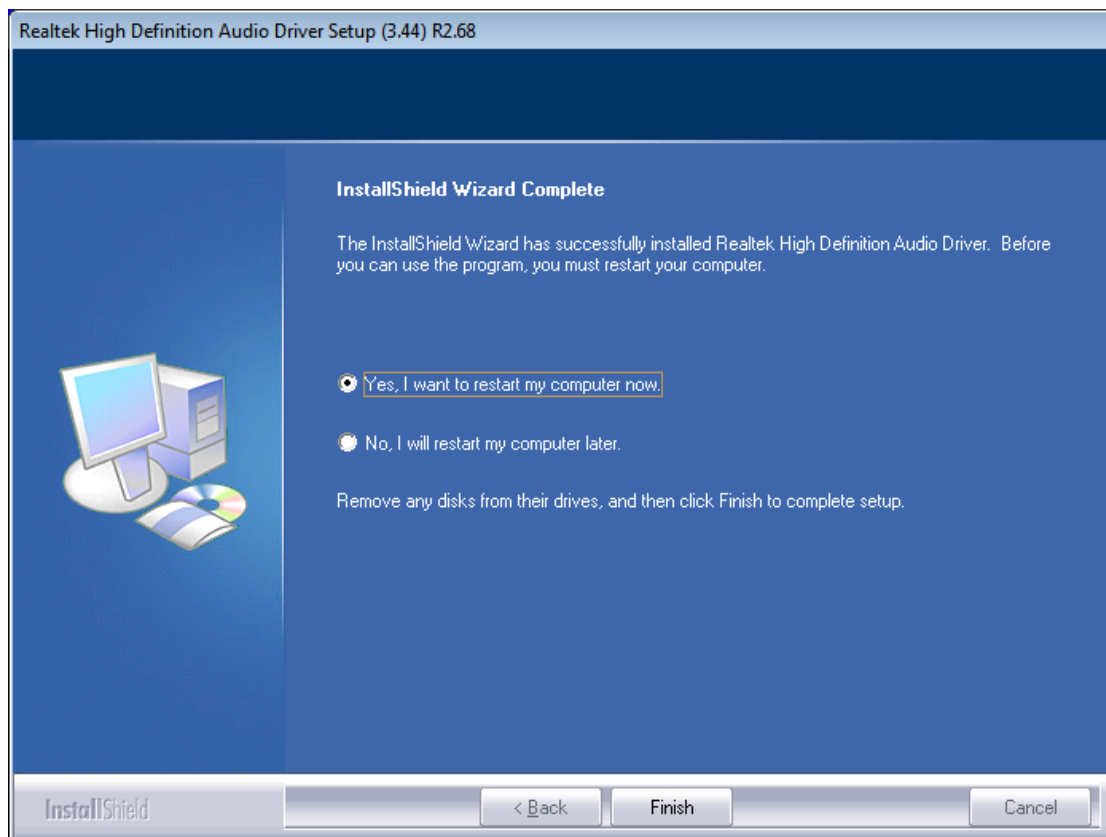 Realtek High Definition Audio Driver Setup (3.44) R2.68
InstallShield Wizard Complete
The InstallShield Wizard has successfully installed Realtek High Definition Audio Driver.  Before
you can use the program, you must restart your computer.
Yes, I want to restart my computer now.
No, I will restart my computer later.
Remove any disks from their drives, and then click Finish to complete setup.
InstallShield
< Back
Finish
Cancel